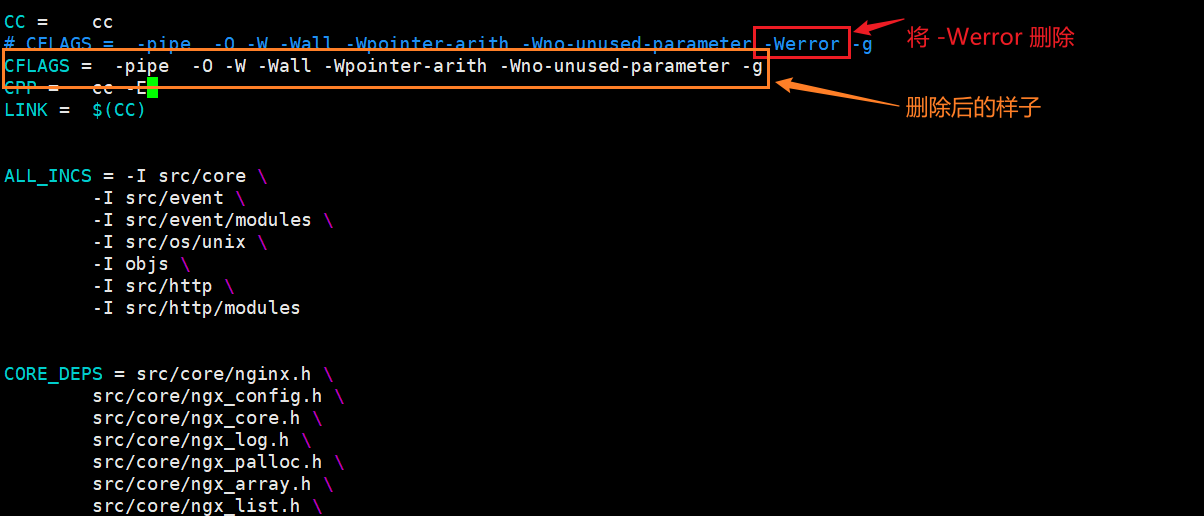 CC =    cc
# CFLAGS =  -pipe  -O -W -Wall -Wpointer-arith -Wno-unused-parameter -Werror -g
将 -Werror 删除
CFLAGS =  -pipe  -O -W -Wall -Wpointer-arith -Wno-unused-parameter -g
CPP =   cc -E
删除后的样子
LINK =  $(CC)
ALL_INCS = -I src/core \
        -I src/event \
        -I src/event/modules \
        -I src/os/unix \
        -I objs \
        -I src/http \
        -I src/http/modules
CORE_DEPS = src/core/nginx.h \
        src/core/ngx_config.h \
        src/core/ngx_core.h \
        src/core/ngx_log.h \
        src/core/ngx_palloc.h \
        src/core/ngx_array.h \
        src/core/ngx_list.h \